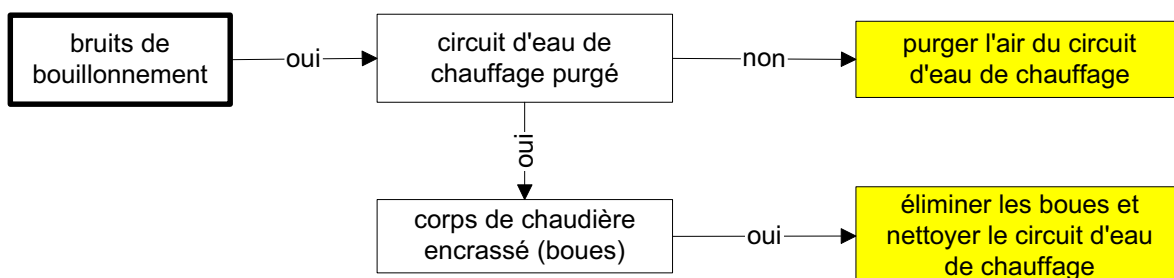 bruits de
bouillonnement
oui
circuit d'eau de
chauffage purgé
non
purger l'air du circuit
d'eau de chauffage
oui
corps de chaudière
encrassé (boues)
oui
éliminer les boues et
nettoyer le circuit d'eau
de chauffage